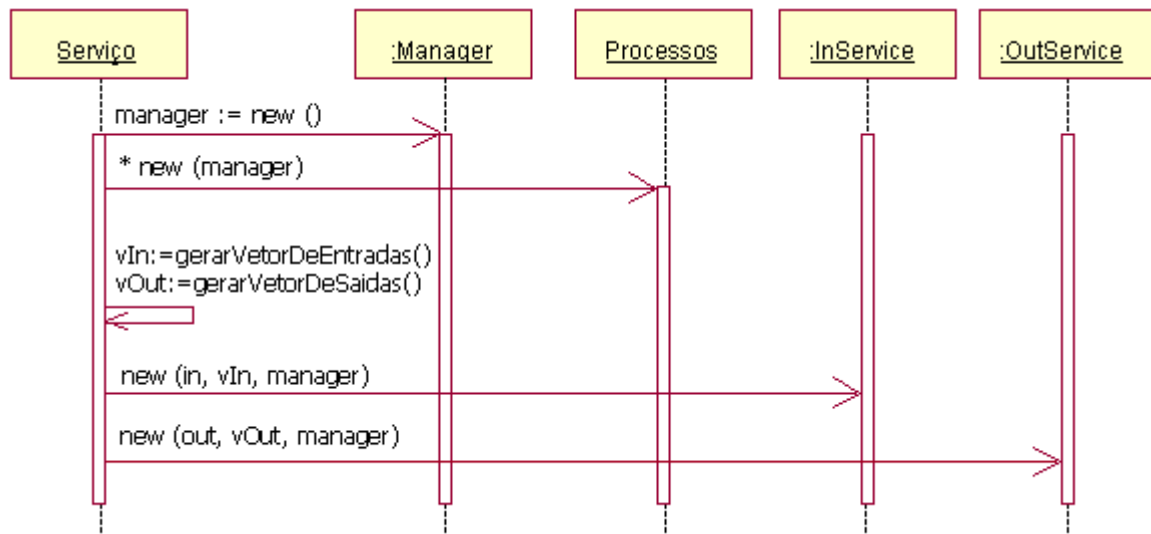 Serviço
:Manager
Processos
:InService
:OutService
manager := new ()
* new (manager)
vIn:=gerarVetorDeEntradas()
vOut:=gerarVetorDeSaidas()
new (in, vIn, manager)
new (out, vOut, manager)